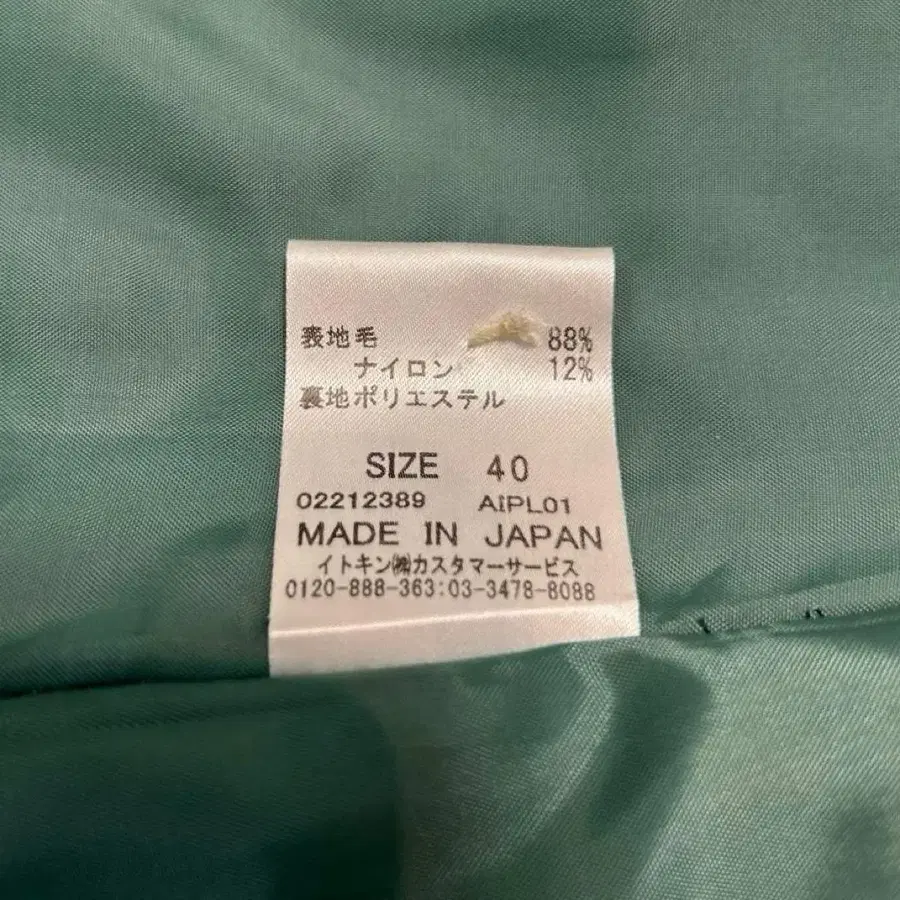 表地毛 88%
ナイロン 12%
裏地ポリエステル
SIZE 40
02212389 AIPL01
MADE IN JAPAN
イトキン㈱カスタマーサービス
0120-888-363:03-3478-8088